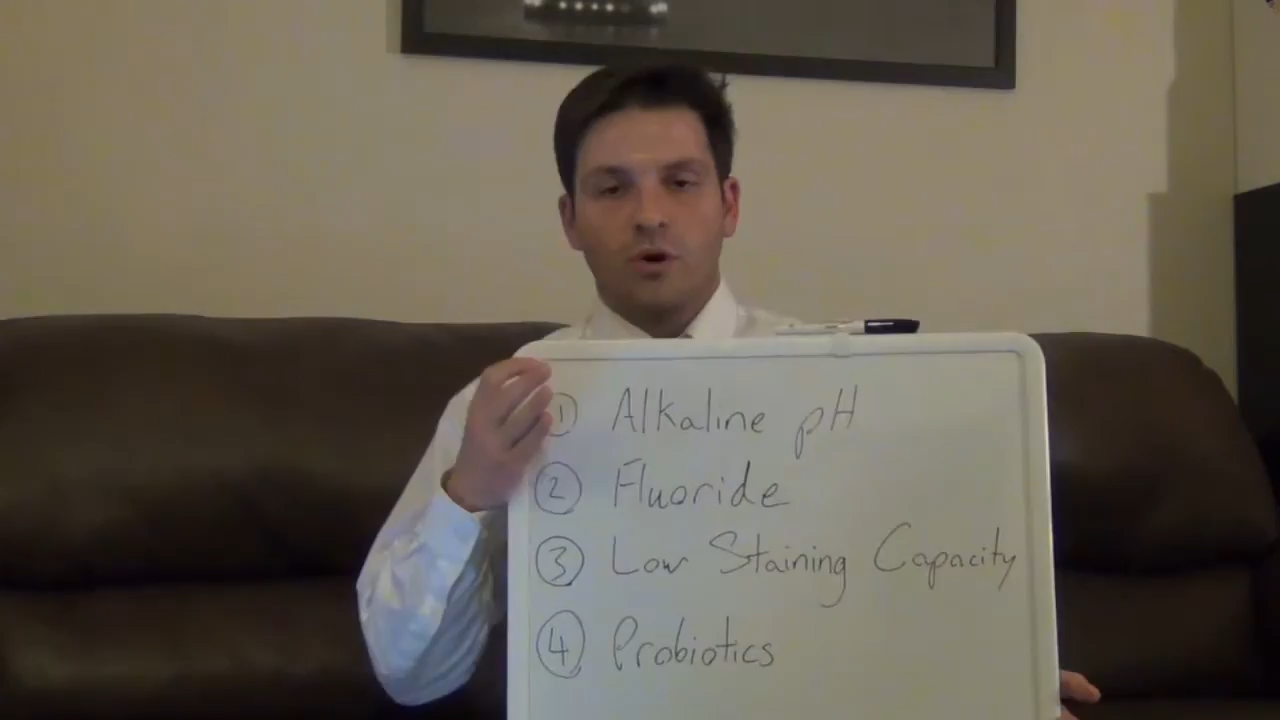 ① Alkaline pH
② Fluoride
③ Low Staining Capacity
④ Probiotics